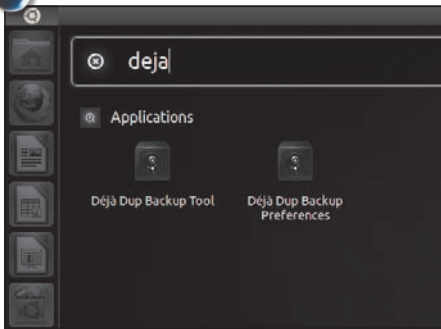 deja
Applications
Déjà Dup Backup Tool
Déjà Dup Backup
Preferences